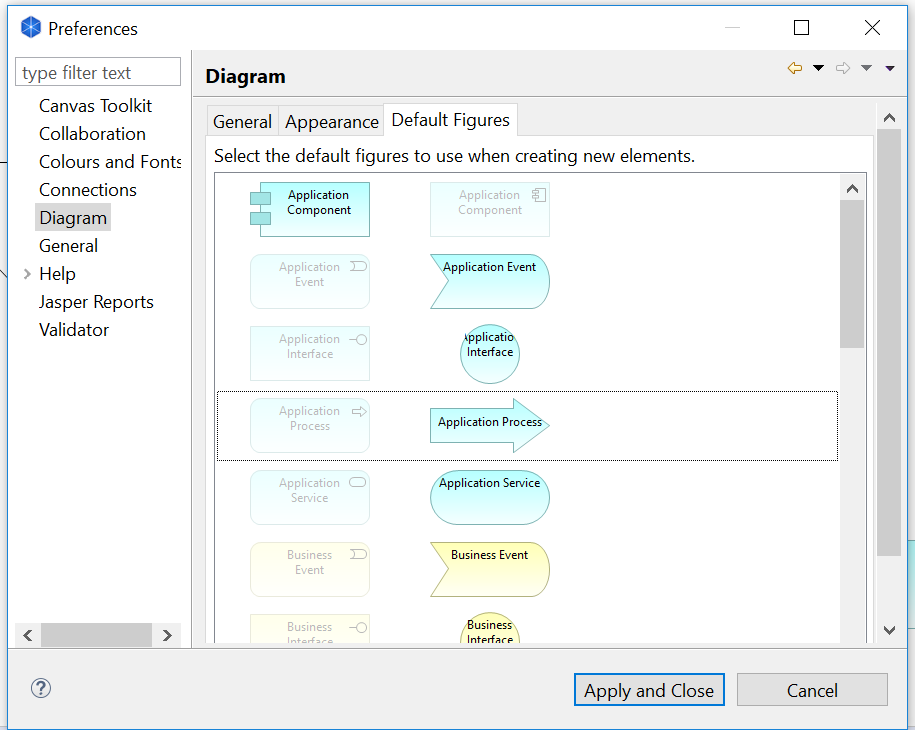 Preferences
type filter text
Canvas Toolkit
Collaboration
Colours and Fonts
Connections
Diagram
General
Help
Jasper Reports
Validator
Diagram
General
Appearance
Default Figures
Select the default figures to use when creating new elements.
Application
Component
Application
Component
Application
Event
Application Event
Application
Interface
Applicatio
Interface
Application
Process
Application Process
Application
Service
Application Service
Business
Event
Business Event
Business
Interface
Business
Interface
?
Apply and Close
Cancel